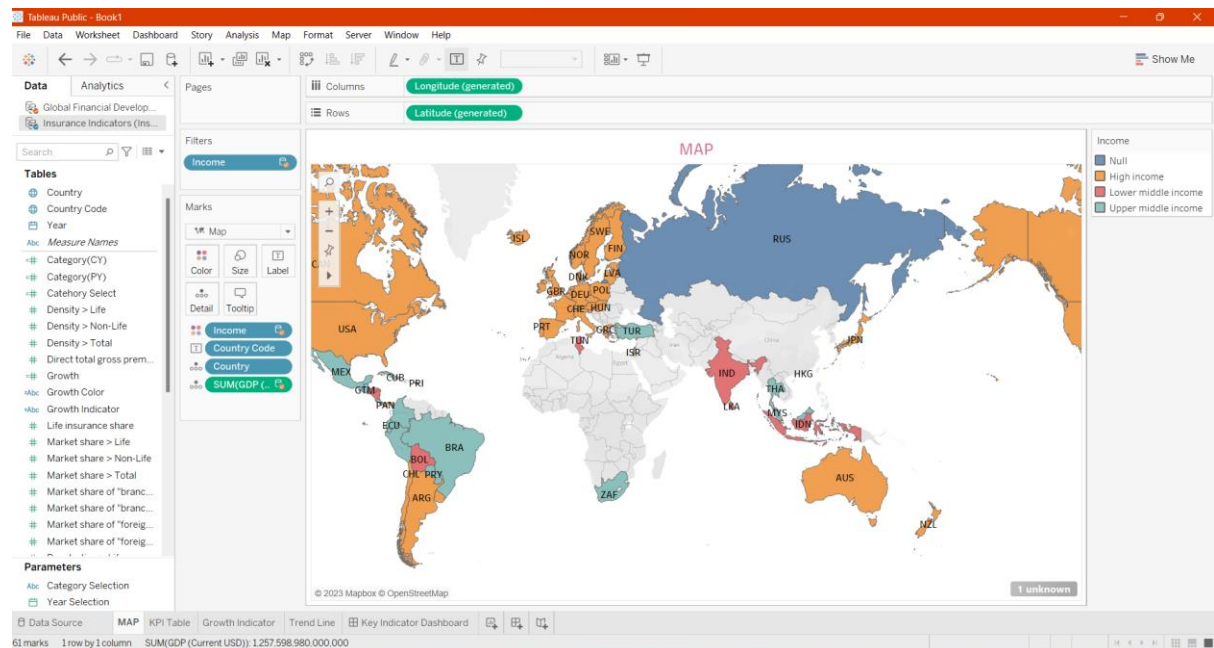 Tableau Public - Book1
File Data Worksheet Dashboard Story Analysis Map Format Server Window Help
Show Me
Data Analytics
Global Financial Develop...
Insurance Indicators (Ins...
Search
Tables
Country
Country Code
Year
Abc Measure Names
Category(CY)
Category(PY)
Catehory Select
Density > Life
Density > Non-Life
Density > Total
Direct total gross prem...
Growth
Abc Growth Color
Abc Growth Indicator
Life insurance share
Market share > Life
Market share > Non-Life
Market share > Total
Market share of "branc...
Market share of "branc...
Market share of "foreig...
Market share of "foreig...
Parameters
Abc Category Selection
Year Selection
Pages
Filters
Income
Marks
Map
Color Size Label
Detail Tooltip
Income
Country Code
Country
SUM(GDP (..
Columns Longitude (generated)
Rows Latitude (generated)
MAP
RUS
ISL
SWE
NOR FIN
DNK LVA
GBR DEU POL
CHE HUN
PRT GRC TUR
TUN
ISR
USA
MEX
CUB PRI
GTM
PAN
ECU
BRA
BOL
CHL PRY
ARG
ZAF
Algeria
Egypt
Iran
China
JPN
IND HKG
THA
LKA MYS
IDN
AUS
NZL
© 2023 Mapbox © OpenStreetMap
1 unknown
Income
Null
High income
Lower middle income
Upper middle income
Data Source MAP KPI Table Growth Indicator Trend Line Key Indicator Dashboard
61 marks 1 row by 1 column SUM(GDP (Current USD)): 1.257.598.980.000.000